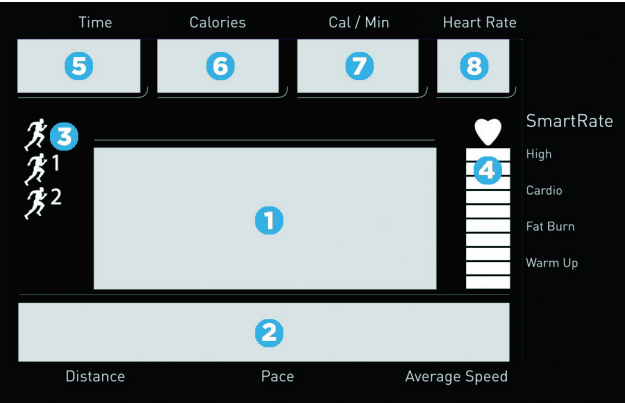 Time Calories Cal / Min Heart Rate
5 6 7 8
SmartRate
3
High
1
4
Cardio
2
1
Fat Burn
Warm Up
2
Distance Pace Average Speed